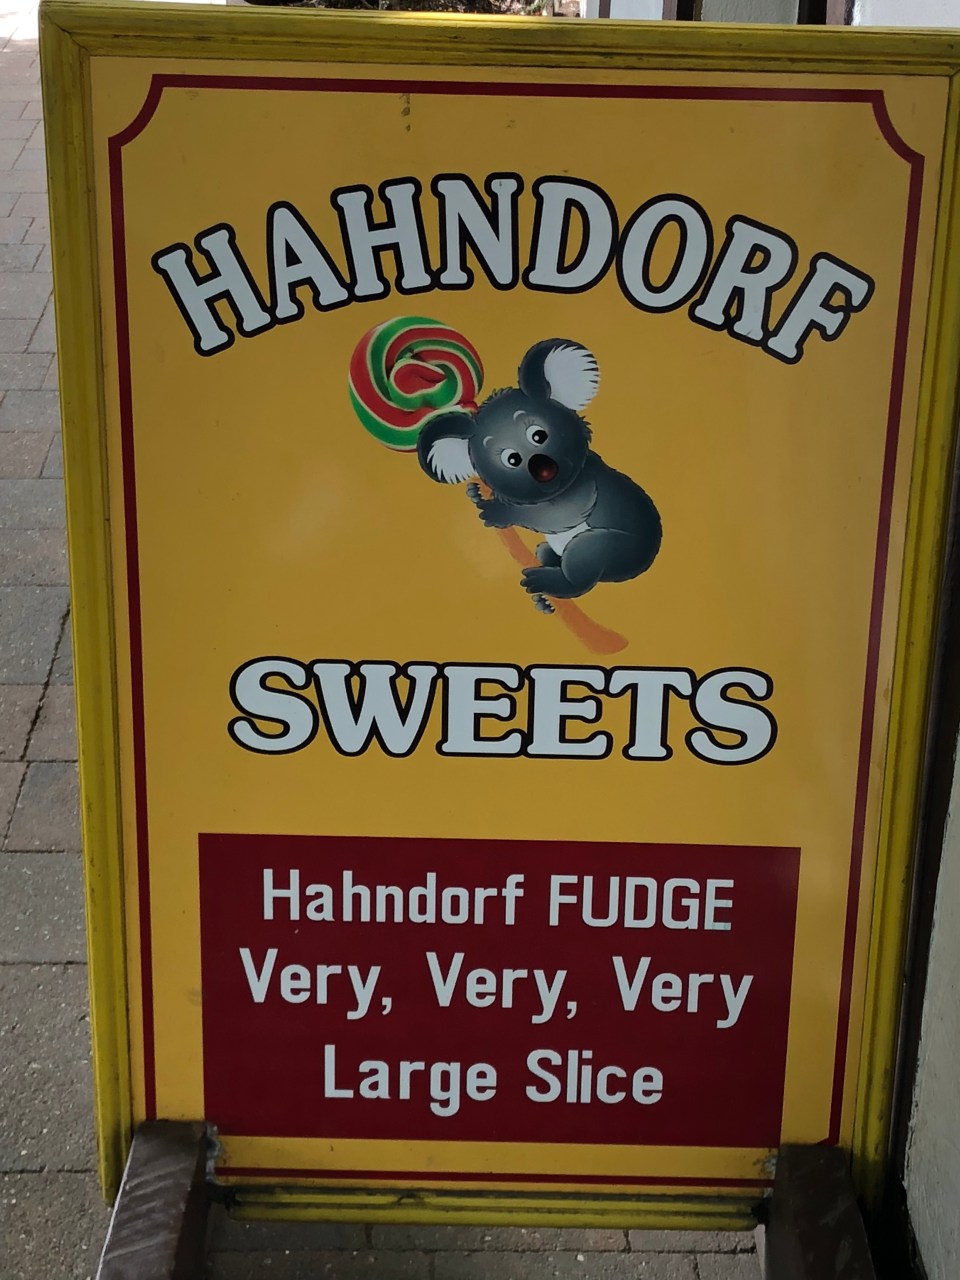 HAHNDORF
SWEETS
Hahndorf FUDGE
Very, Very, Very
Large Slice